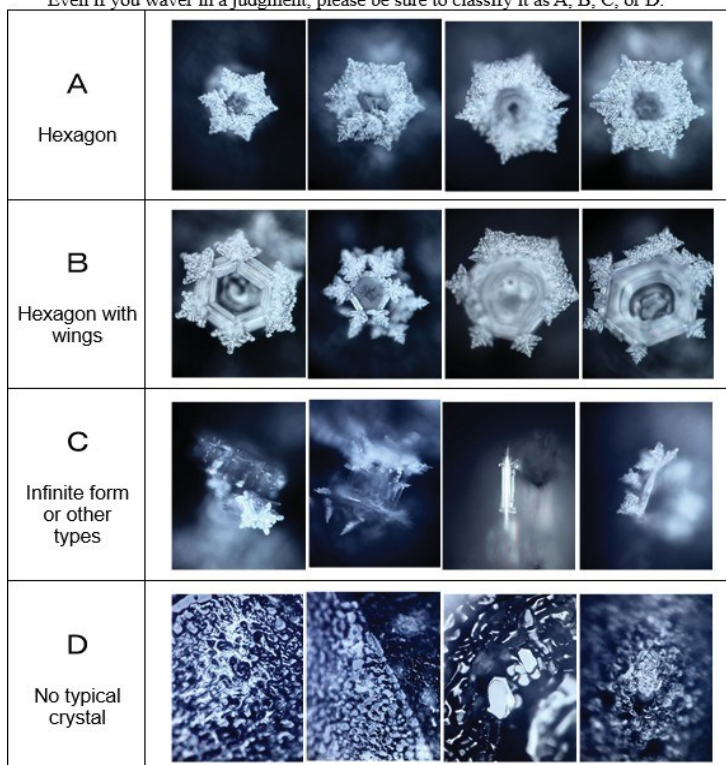 Even if you waver in a judgment, please be sure to classify it as A, B, C, or D.
A
Hexagon
B
Hexagon with
wings
C
Infinite form
or other
types
D
No typical
crystal